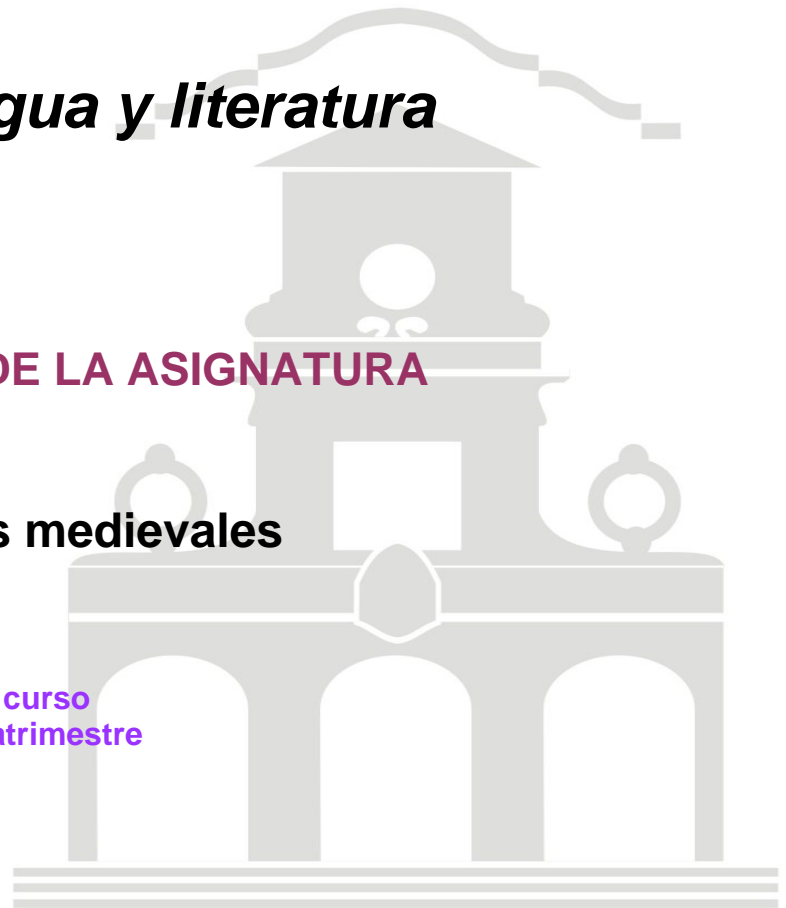 gua y literatura
DE LA ASIGNATURA
s medievales
curso
atrimestre